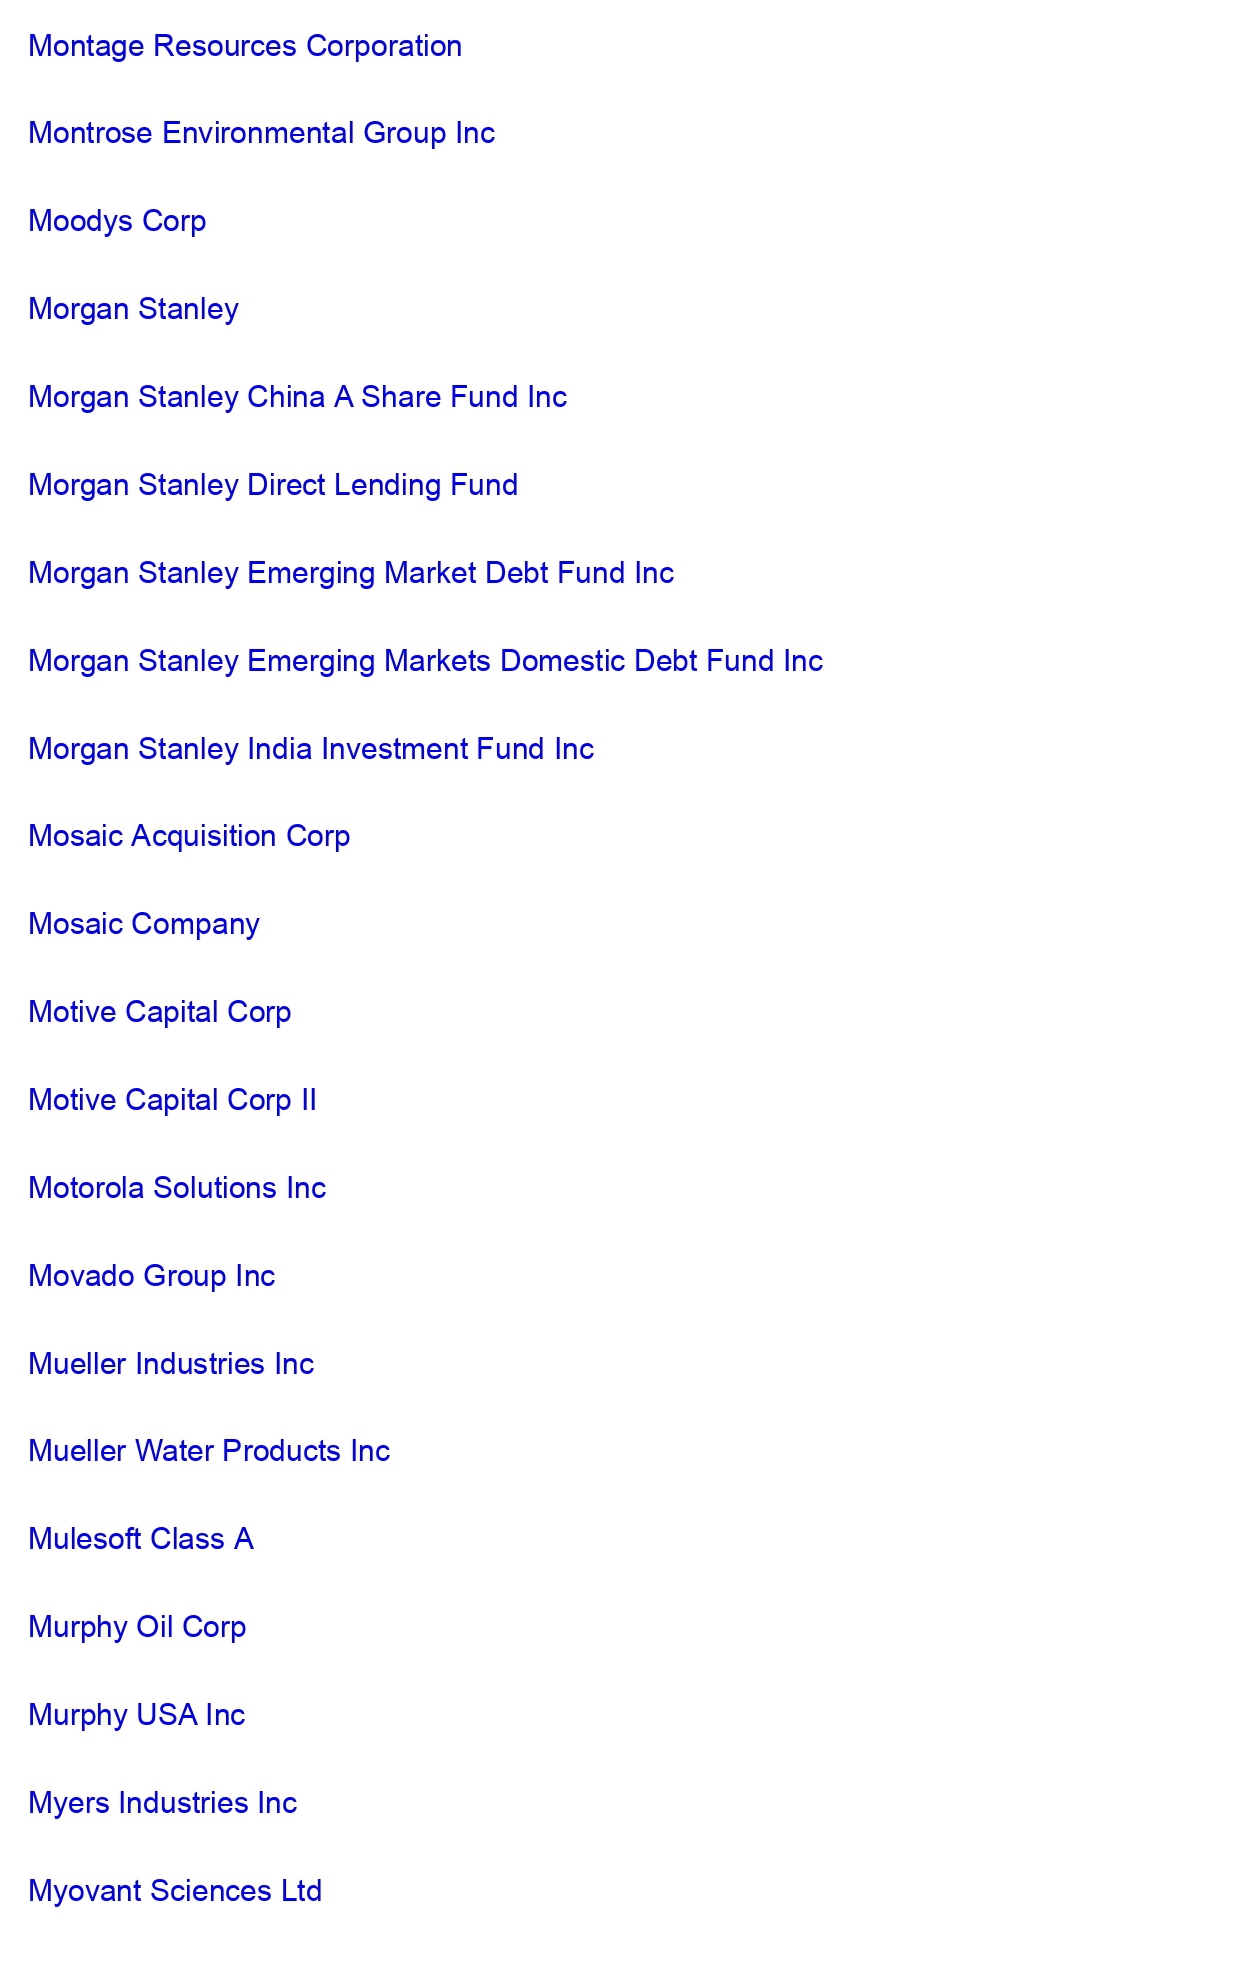 Montage Resources Corporation
Montrose Environmental Group Inc
Moodys Corp
Morgan Stanley
Morgan Stanley China A Share Fund Inc
Morgan Stanley Direct Lending Fund
Morgan Stanley Emerging Market Debt Fund Inc
Morgan Stanley Emerging Markets Domestic Debt Fund Inc
Morgan Stanley India Investment Fund Inc
Mosaic Acquisition Corp
Mosaic Company
Motive Capital Corp
Motive Capital Corp II
Motorola Solutions Inc
Movado Group Inc
Mueller Industries Inc
Mueller Water Products Inc
Mulesoft Class A
Murphy Oil Corp
Murphy USA Inc
Myers Industries Inc
Myovant Sciences Ltd